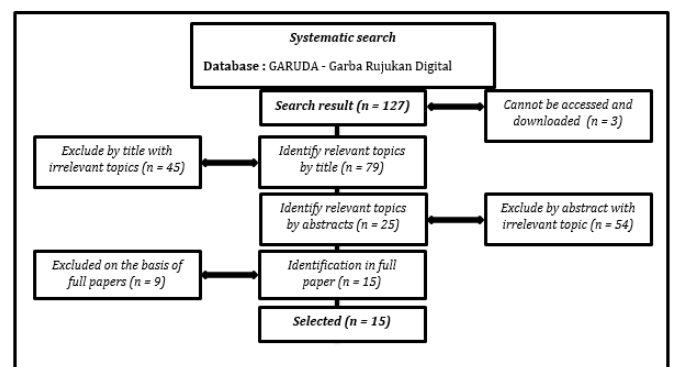 Systematic search
Database : GARUDA - Garba Rujukan Digital
Search result (n = 127)
Cannot be accessed and
downloaded (n = 3)
Exclude by title with
irrelevant topics (n = 45)
Identify relevant topics
by title (n = 79)
Identify relevant topics
by abstracts (n = 25)
Exclude by abstract with
irrelevant topic (n = 54)
Excluded on the basis of
full papers (n = 9)
Identification in full
paper (n = 15)
Selected (n = 15)